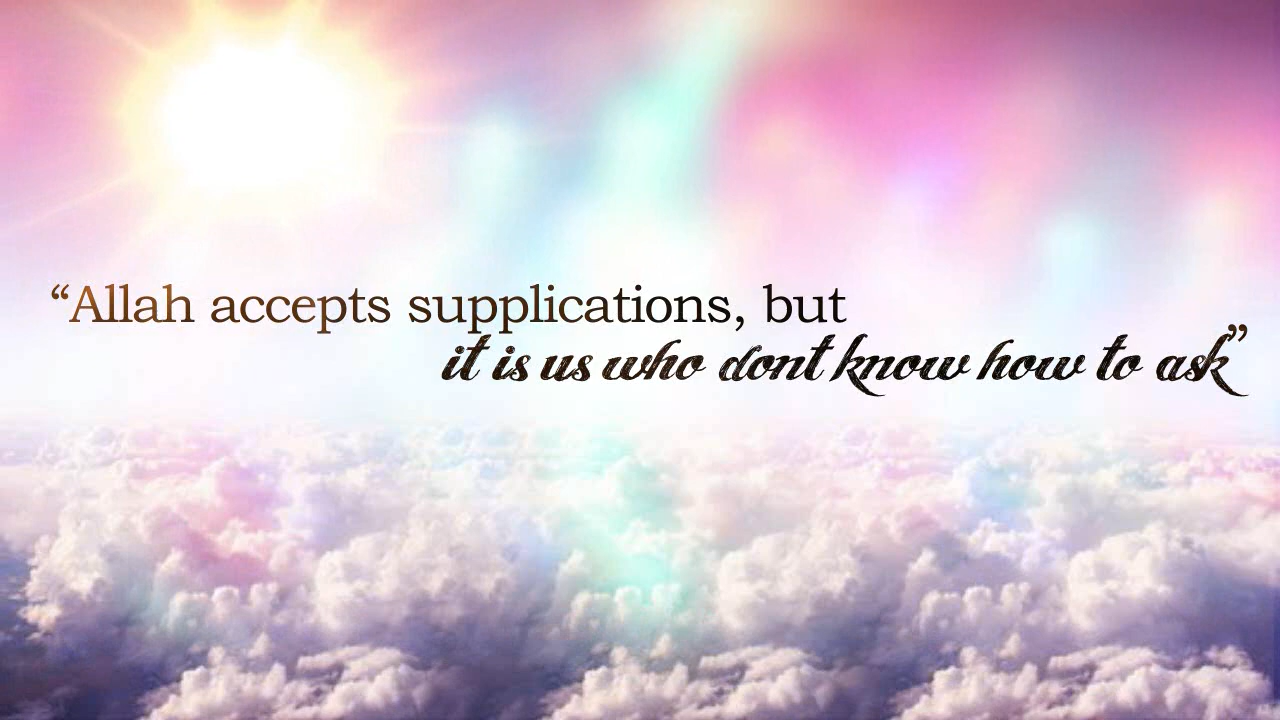 “Allah accepts supplications, but
it is us who dont know how to ask”